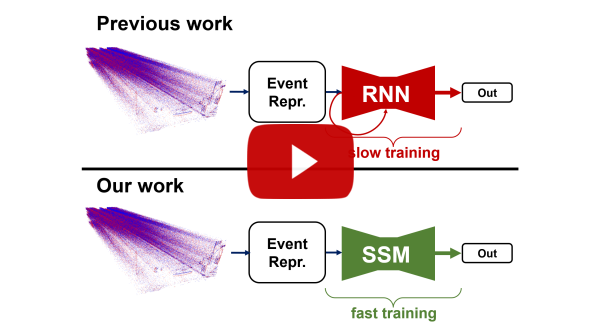 Previous work
Event
Repr.
RNN
Out
slow training
Our work
Event
Repr.
SSM
Out
fast training